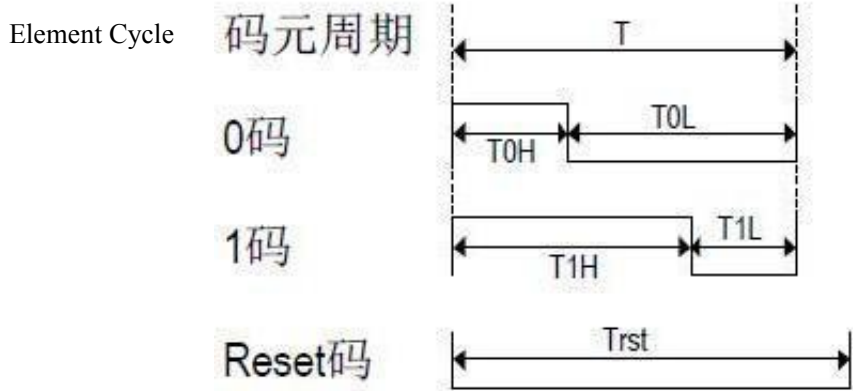 Element Cycle 码元周期 T
0码 T0H T0L
1码 T1H T1L
Reset码 Trst